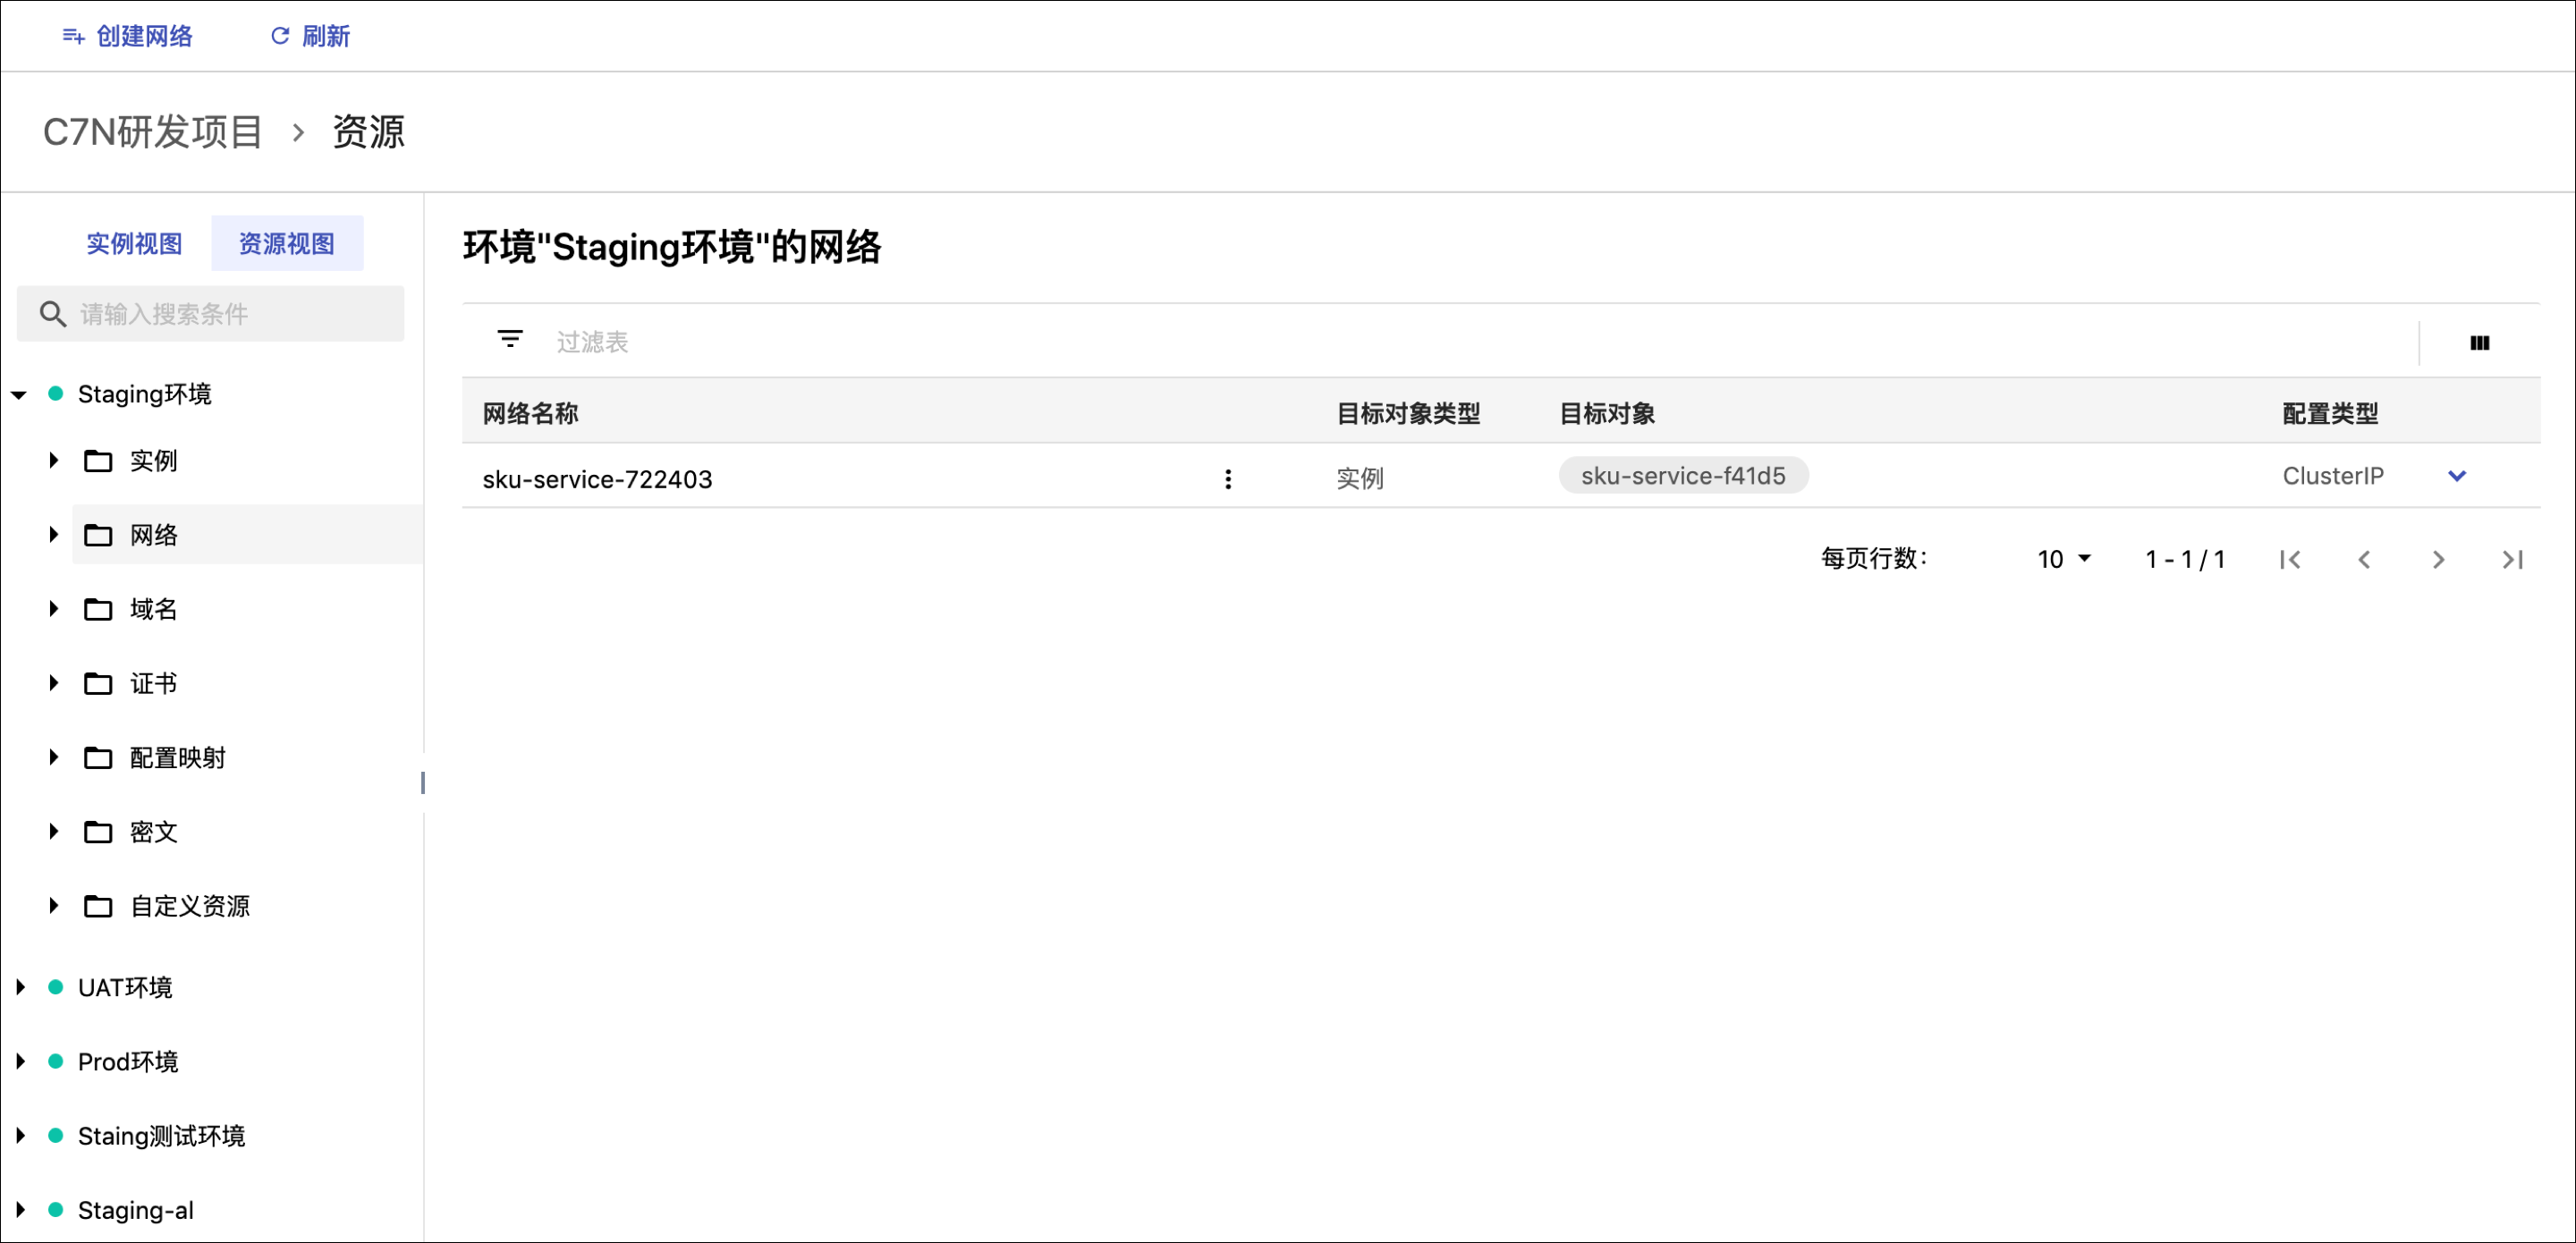 创建网络 刷新
C7N研发项目 › 资源
实例视图 资源视图
请输入搜索条件
Staging环境
实例
网络
域名
证书
配置映射
密文
自定义资源
UAT环境
Prod环境
Staing测试环境
Staging-al
环境"Staging环境"的网络
过滤表
网络名称 目标对象类型 目标对象 配置类型
sku-service-722403 实例 sku-service-f41d5 ClusterIP
每页行数: 10 1 - 1 / 1